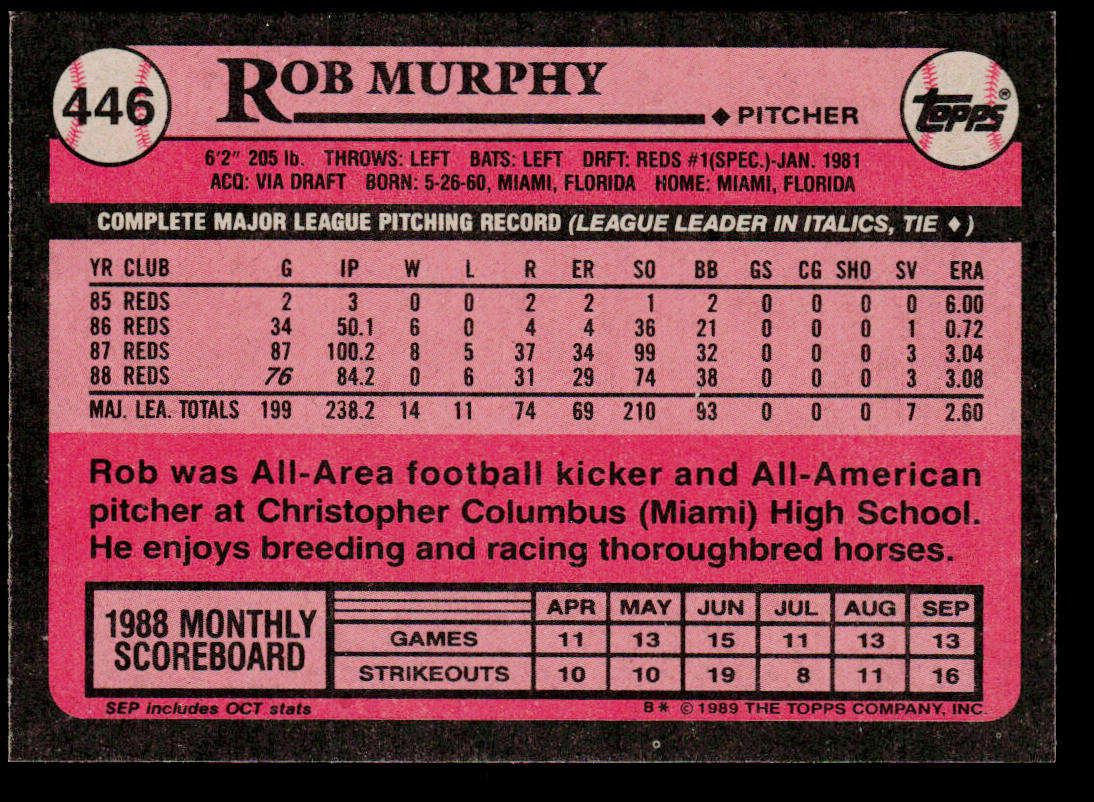 446
ROB MURPHY
◆ PITCHER
TOPPS®
6'2" 205 lb. THROWS: LEFT BATS: LEFT DRFT: REDS #1(SPEC.)-JAN. 1981
ACQ: VIA DRAFT BORN: 5-26-60, MIAMI, FLORIDA HOME: MIAMI, FLORIDA
COMPLETE MAJOR LEAGUE PITCHING RECORD (LEAGUE LEADER IN ITALICS, TIE ♦)
YR CLUB G IP W L R ER SO BB GS CG SHO SV ERA
85 REDS 2 3 0 0 2 2 1 2 0 0 0 0 6.00
86 REDS 34 50.1 6 0 4 4 36 21 0 0 0 1 0.72
87 REDS 87 100.2 8 5 37 34 99 32 0 0 0 3 3.04
88 REDS 76 84.2 0 6 31 29 74 38 0 0 0 3 3.08
MAJ. LEA. TOTALS 199 238.2 14 11 74 69 210 93 0 0 0 7 2.60
Rob was All-Area football kicker and All-American
pitcher at Christopher Columbus (Miami) High School.
He enjoys breeding and racing thoroughbred horses.
1988 MONTHLY
SCOREBOARD
APR MAY JUN JUL AUG SEP
GAMES 11 13 15 11 13 13
STRIKEOUTS 10 10 19 8 11 16
SEP includes OCT stats
B* © 1989 THE TOPPS COMPANY, INC.